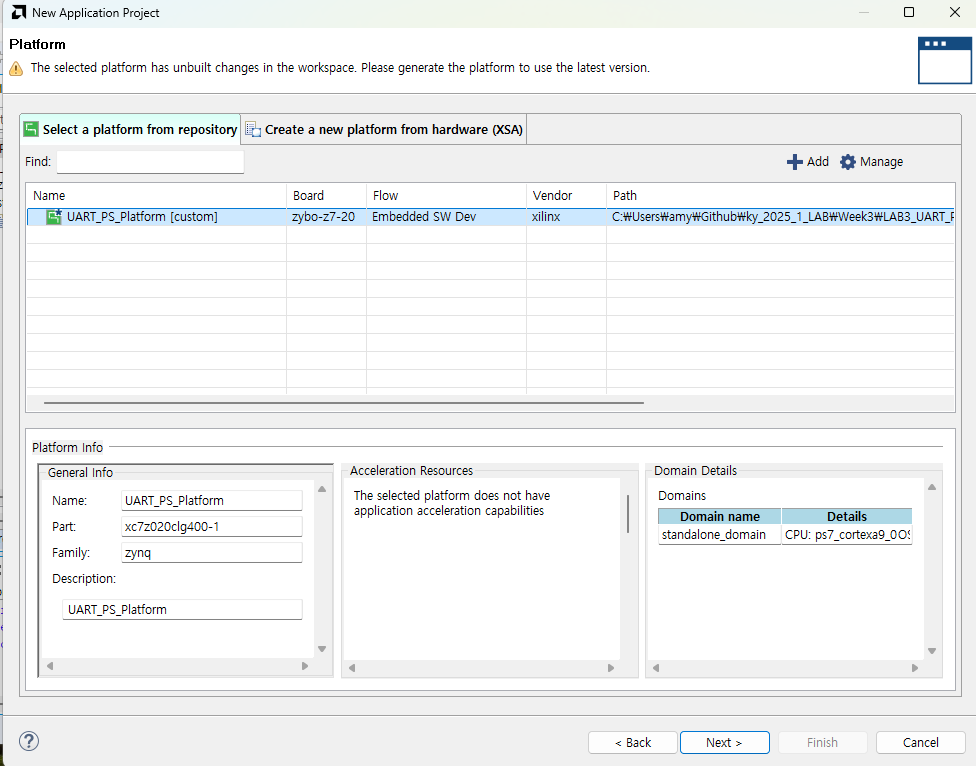 New Application Project
Platform
The selected platform has unbuilt changes in the workspace. Please generate the platform to use the latest version.
Select a platform from repository
Create a new platform from hardware (XSA)
Find:
Add Manage
Name Board Flow Vendor Path
UART_PS_Platform [custom] zybo-z7-20 Embedded SW Dev xilinx C:₩Users₩amy₩Github₩ky_2025_1_LAB₩Week3₩LAB3_UART_F
Platform Info
General Info
Name: UART_PS_Platform
Part: xc7z020clg400-1
Family: zynq
Description:
UART_PS_Platform
Acceleration Resources
The selected platform does not have
application acceleration capabilities
Domain Details
Domains
Domain name Details
standalone_domain CPU: ps7_cortexa9_0OS
? < Back Next > Finish Cancel